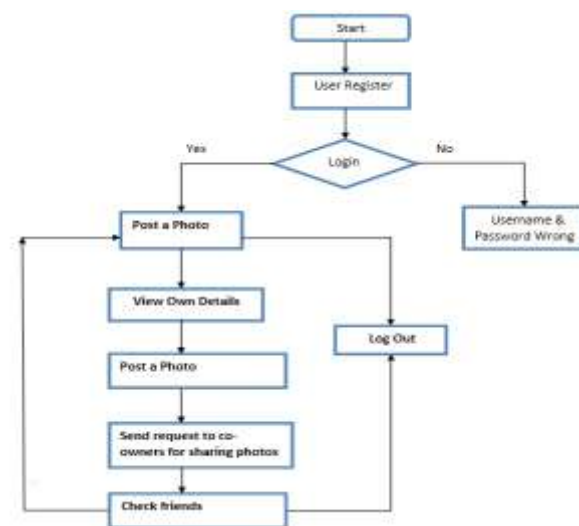 Start
User Register
Yes
Login
No
Post a Photo
Username &
Password Wrong
View Own Details
Log Out
Post a Photo
Send request to co-
owners for sharing photos
Check friends